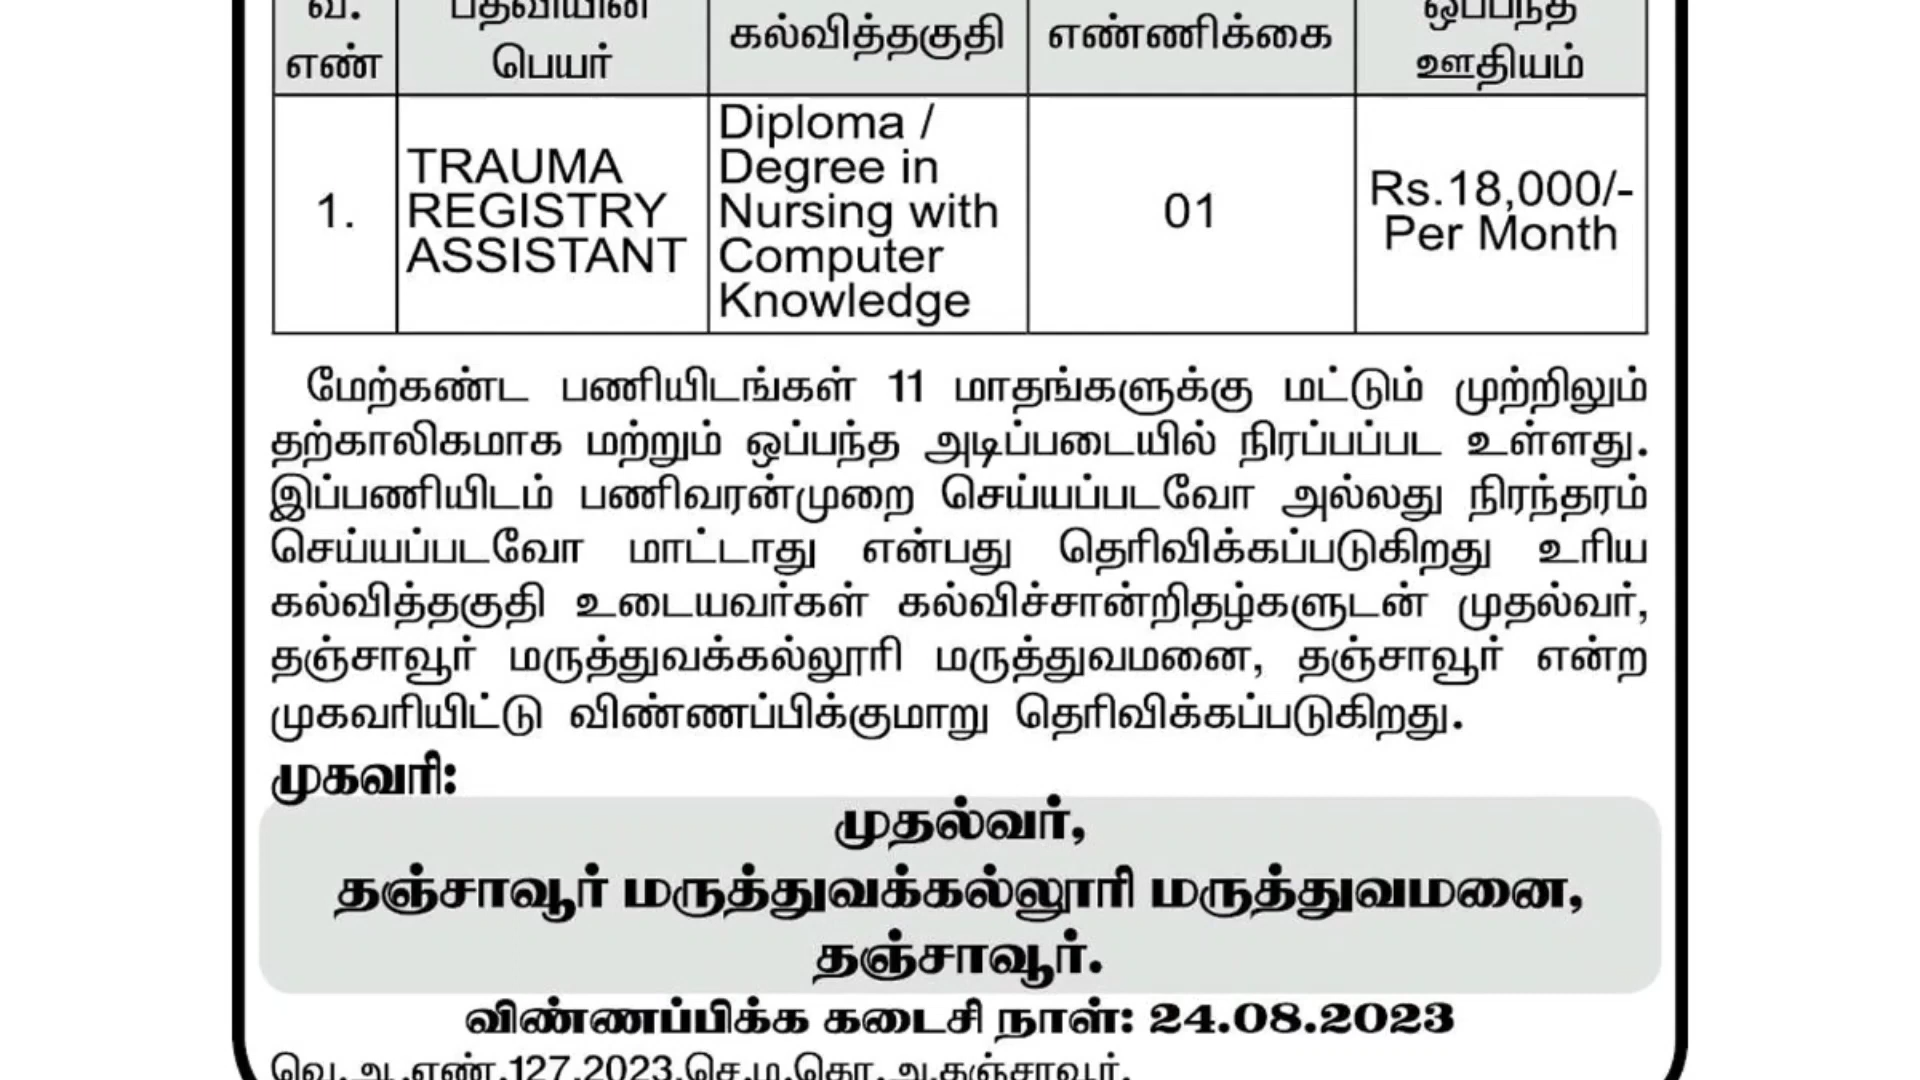 வ. பதவியின் கல்வித்தகுதி எண்ணிக்கை ஒப்பந்த
எண் பெயர் ஊதியம்
1. TRAUMA REGISTRY ASSISTANT Diploma / Degree in Nursing with Computer Knowledge 01 Rs.18,000/- Per Month
மேற்கண்ட பணியிடங்கள் 11 மாதங்களுக்கு மட்டும் முற்றிலும்
தற்காலிகமாக மற்றும் ஒப்பந்த அடிப்படையில் நிரப்பப்பட உள்ளது.
இப்பணியிடம் பணிவரன்முறை செய்யப்படவோ அல்லது நிரந்தரம்
செய்யப்படவோ மாட்டாது என்பது தெரிவிக்கப்படுகிறது உரிய
கல்வித்தகுதி உடையவர்கள் கல்விச்சான்றிதழ்களுடன் முதல்வர்,
தஞ்சாவூர் மருத்துவக்கல்லூரி மருத்துவமனை, தஞ்சாவூர் என்ற
முகவரியிட்டு விண்ணப்பிக்குமாறு தெரிவிக்கப்படுகிறது.
முகவரி:
முதல்வர்,
தஞ்சாவூர் மருத்துவக்கல்லூரி மருத்துவமனை,
தஞ்சாவூர்.
விண்ணப்பிக்க கடைசி நாள்: 24.08.2023
வெ.ஆ.எண்.127.2023.செ.ம.தொ.அ.தஞ்சாவூர்.